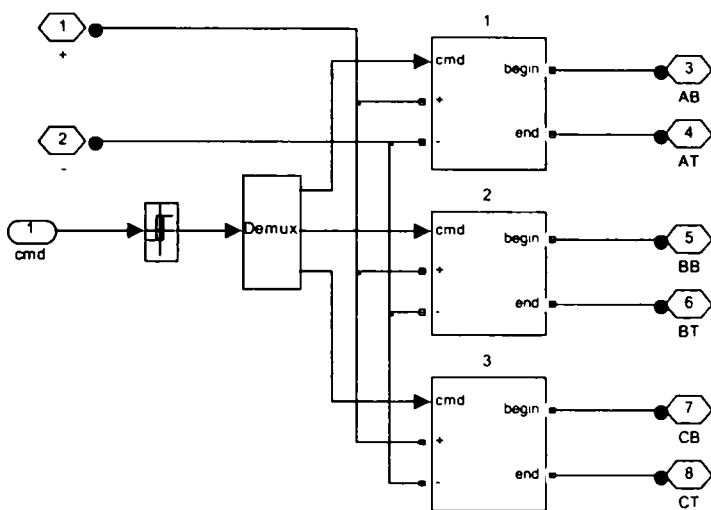 1
+
2
-
1
cmd
Demux
1
cmd
+
-
begin
end
3
AB
4
AT
2
cmd
+
-
begin
end
5
BB
6
BT
3
cmd
+
-
begin
end
7
CB
8
CT